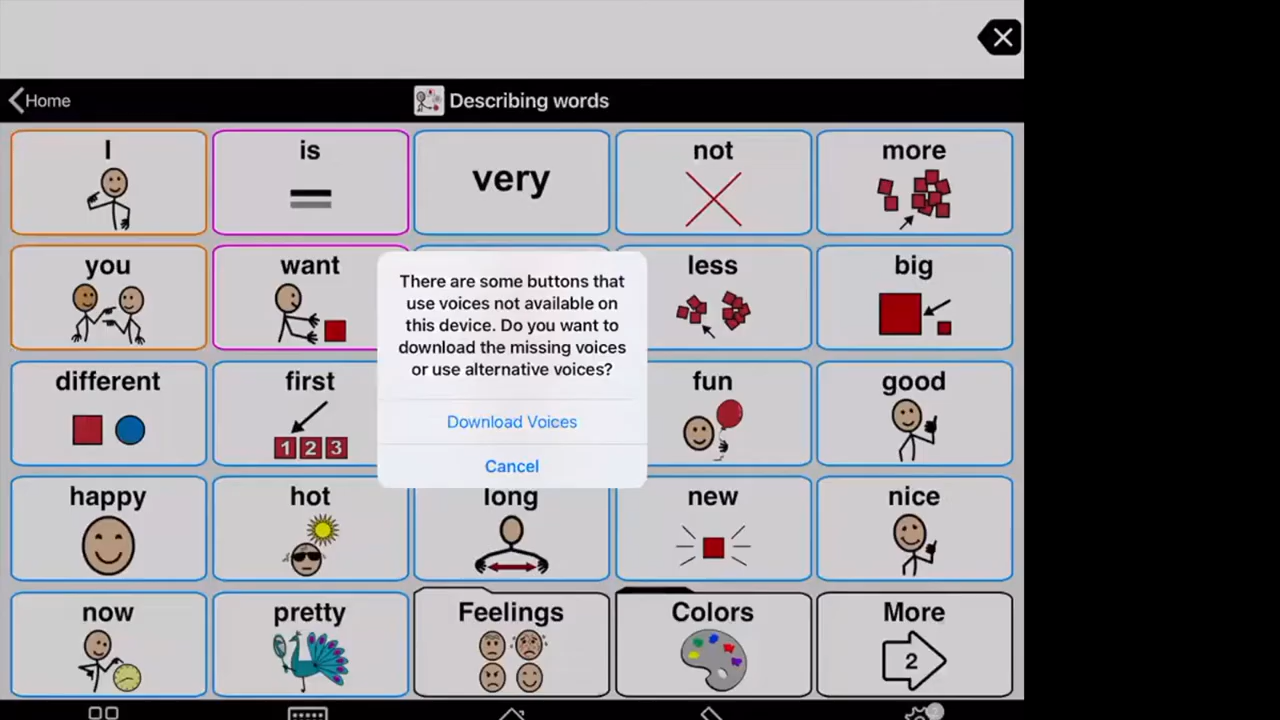 Home
Describing words
I
is
very
not
more
you
want
less
big
There are some buttons that
use voices not available on
this device. Do you want to
download the missing voices
or use alternative voices?
Download Voices
Cancel
different
first
1 2 3
fun
good
happy
hot
long
new
nice
now
pretty
Feelings
Colors
More
2